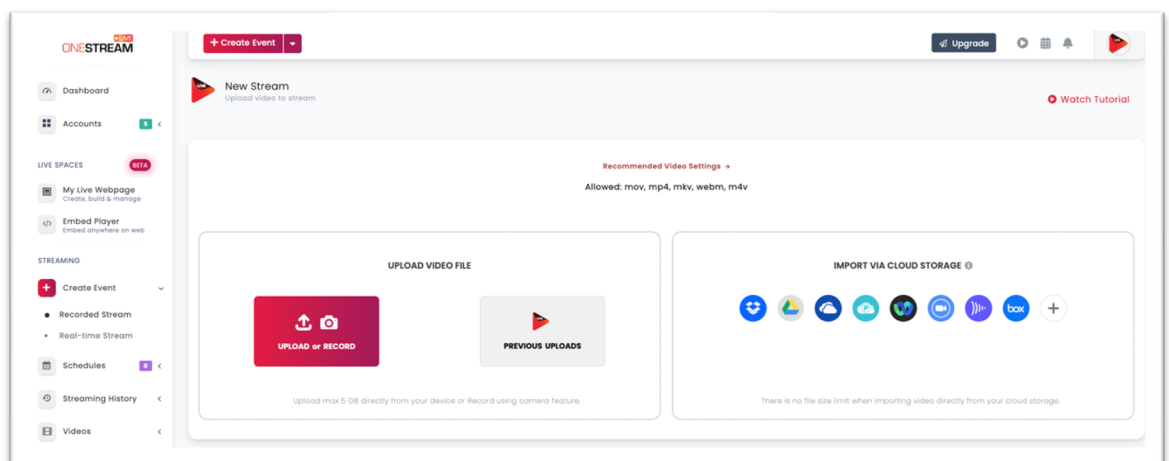 LIVE
ONESTREAM
Dashboard
Accounts
LIVE SPACES
BETA
My Live Webpage
Create, build & manage
Embed Player
Embed anywhere on web
STREAMING
Create Event
Recorded Stream
Real-time Stream
Schedules
0
Streaming History
Videos
+ Create Event
Upgrade
New Stream
Upload video to stream
Watch Tutorial
Recommended Video Settings →
Allowed: mov, mp4, mkv, webm, m4v
UPLOAD VIDEO FILE
UPLOAD or RECORD
PREVIOUS UPLOADS
Upload max 5 GB directly from your device or Record using camera feature.
IMPORT VIA CLOUD STORAGE
box
There is no file size limit when importing video directly from your cloud storage.